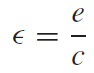 ϵ = e/c